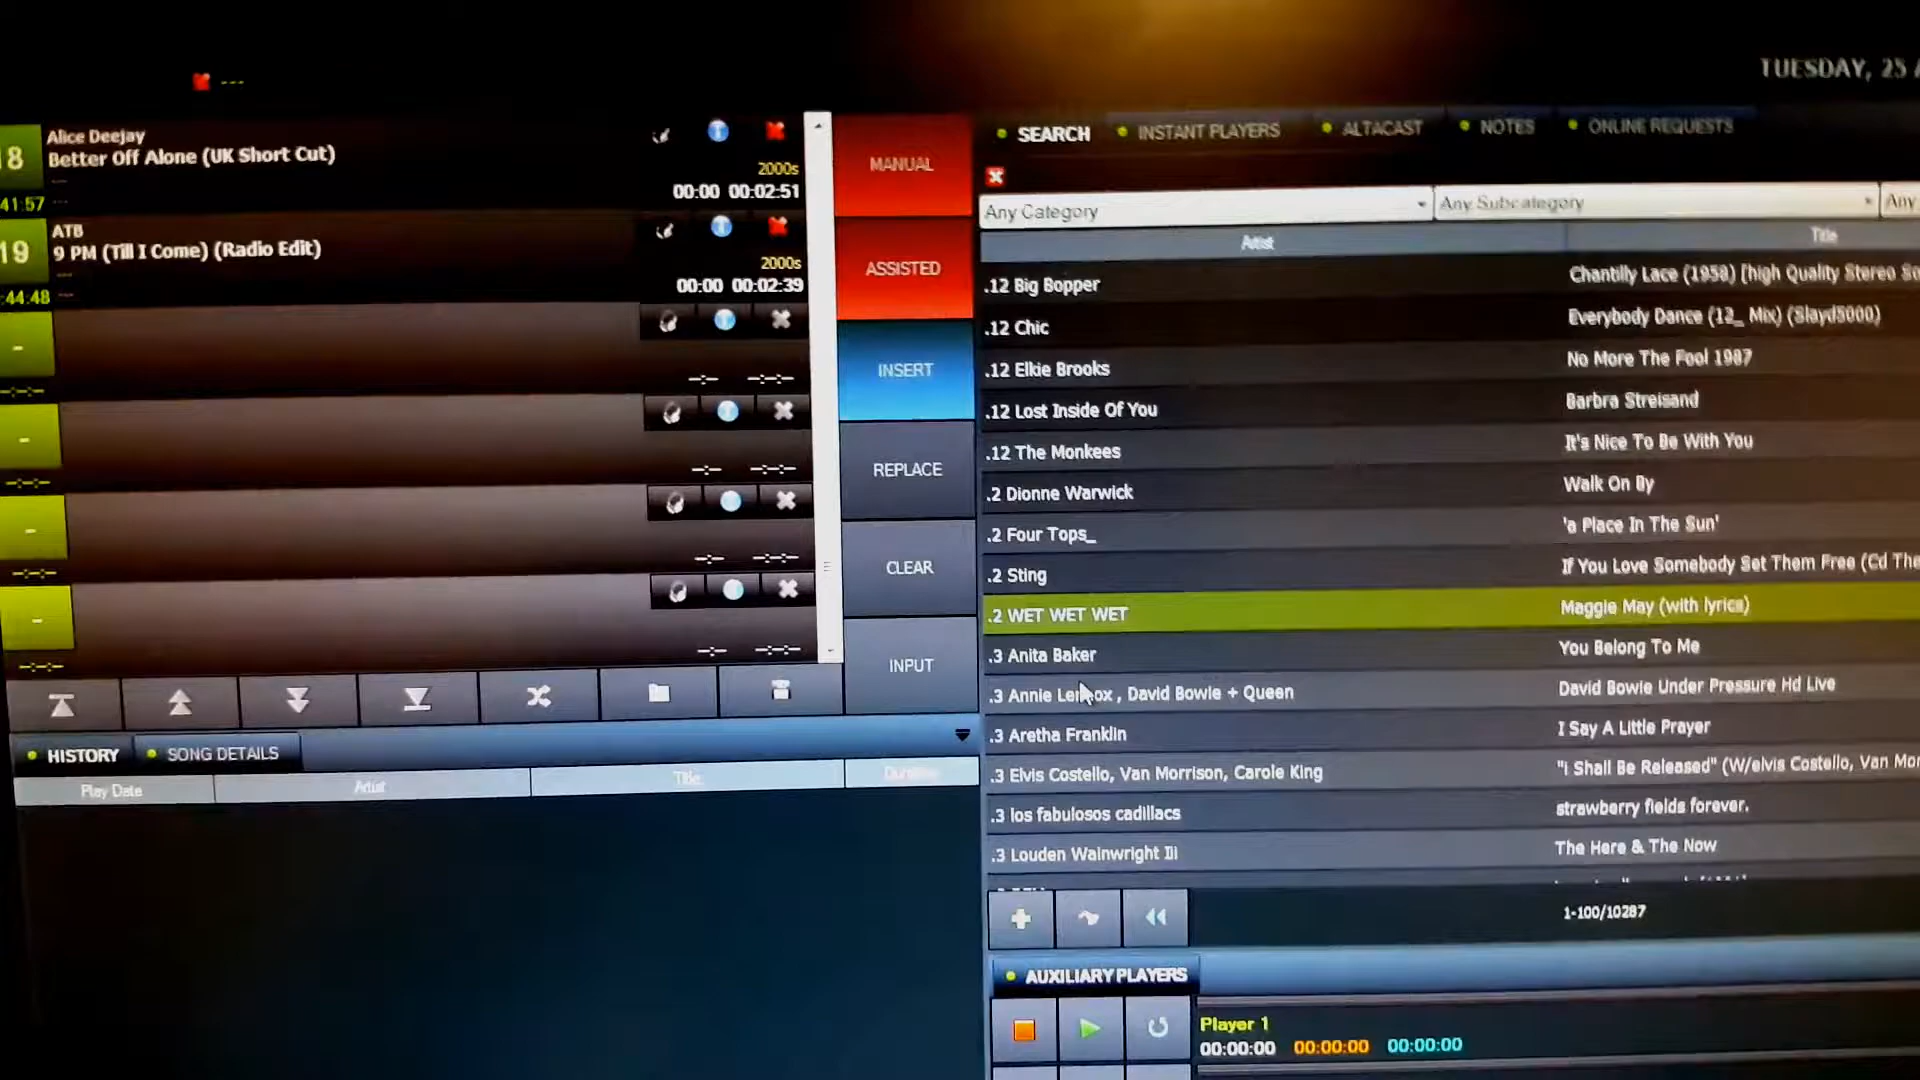 ---
TUESDAY, 25
8
Alice Deejay
Better Off Alone (UK Short Cut)
---
2000s
00:00 00:02:51
41:57
---
19
ATB
9 PM (Till I Come) (Radio Edit)
---
2000s
00:00 00:02:39
:44:48
---
MANUAL
ASSISTED
INSERT
REPLACE
CLEAR
INPUT
HISTORY
SONG DETAILS
Play Date
Artist
Title
Duration
SEARCH
INSTANT PLAYERS
ALTACAST
NOTES
ONLINE REQUESTS
Any Category
Any Subcategory
Any
Artist
Title
.12 Big Bopper
Chantilly Lace (1958) [high Quality Stereo
.12 Chic
Everybody Dance (12_ Mix) (Slayd5000)
.12 Elkie Brooks
No More The Fool 1987
.12 Lost Inside Of You
Barbra Streisand
.12 The Monkees
It's Nice To Be With You
.2 Dionne Warwick
Walk On By
.2 Four Tops_
'a Place In The Sun'
.2 Sting
If You Love Somebody Set Them Free (Cd The
.2 WET WET WET
Maggie May (with lyrics)
.3 Anita Baker
You Belong To Me
.3 Annie Lennox , David Bowie + Queen
David Bowie Under Pressure Hd Live
.3 Aretha Franklin
I Say A Little Prayer
.3 Elvis Costello, Van Morrison, Carole King
"i Shall Be Released" (W/elvis Costello, Van
.3 los fabulosos cadillacs
strawberry fields forever.
.3 Louden Wainwright Iii
The Here & The Now
1-100/10287
AUXILIARY PLAYERS
Player 1
00:00:00 00:00:00 00:00:00